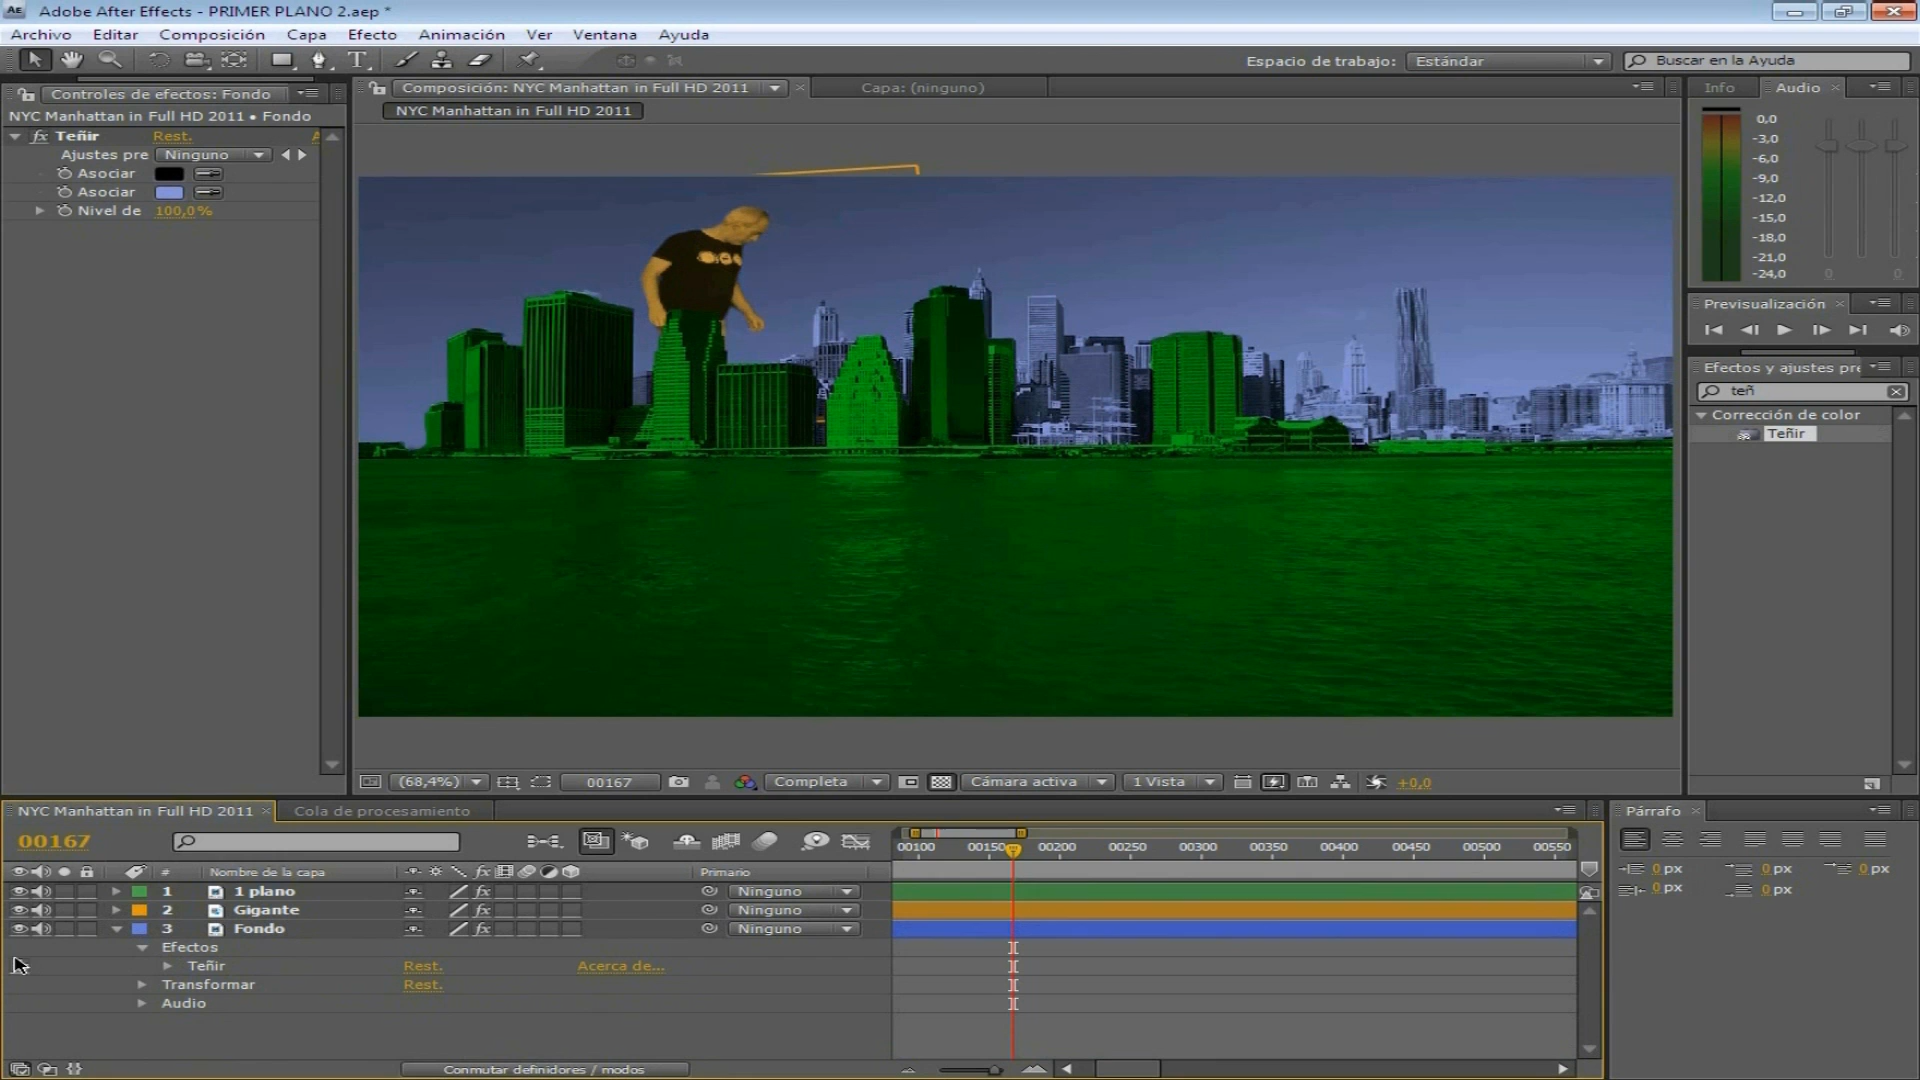 Adobe After Effects - PRIMER PLANO 2.aep *
Archivo Editar Composición Capa Efecto Animación Ver Ventana Ayuda
Espacio de trabajo: Estándar Buscar en la Ayuda
Controles de efectos: Fondo
NYC Manhattan in Full HD 2011 • Fondo
fx Teñir Rest. A
Ajustes pre Ninguno
Asociar
Asociar
Nivel de 100,0%
Composición: NYC Manhattan in Full HD 2011
Capa: (ninguno)
NYC Manhattan in Full HD 2011
Info Audio
0,0
-3,0
-6,0
-9,0
-12,0
-15,0
-18,0
-21,0
-24,0
0 0
Previsualización
Efectos y ajustes pre
teñ
Corrección de color
Teñir
(68,4%) 00167 Completa Cámara activa 1 Vista +0,0
NYC Manhattan in Full HD 2011 Cola de procesamiento
00167
00100 00150 00200 00250 00300 00350 00400 00450 00500 00550
# Nombre de la capa fx Primario
1 1 plano fx Ninguno
2 Gigante fx Ninguno
3 Fondo fx Ninguno
Efectos
Teñir Rest. Acerca de...
Transformar Rest.
Audio
Conmutar definidores / modos
Párrafo
0 px 0 px 0 px
0 px 0 px